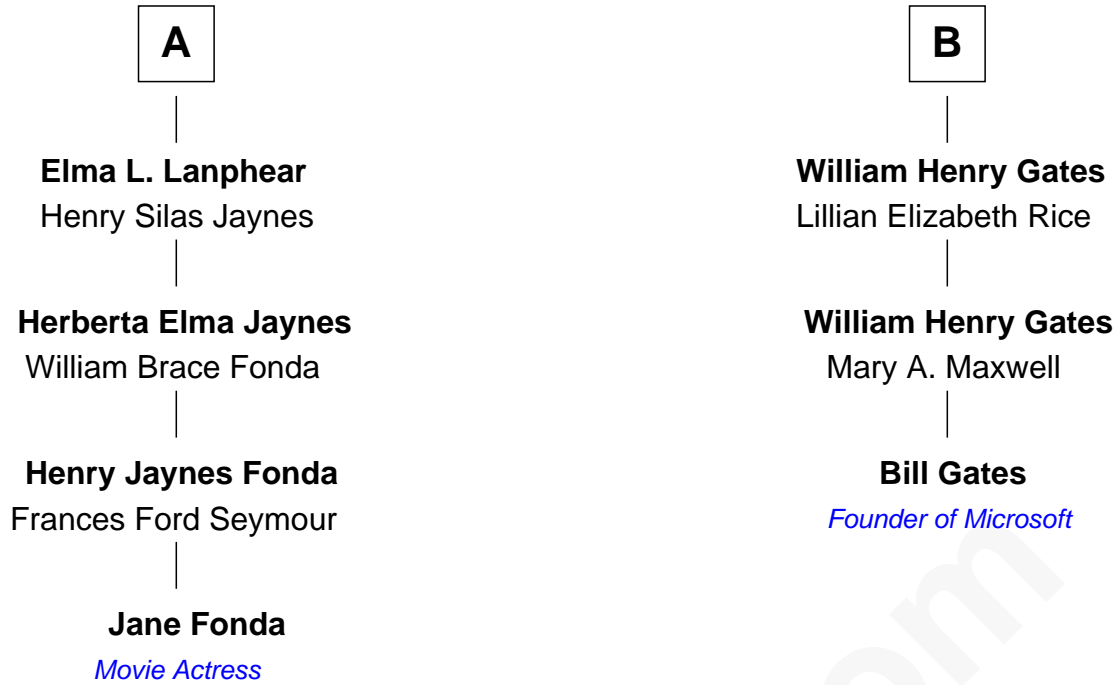 A
Elma L. Lanphear
Henry Silas Jaynes
Herberta Elma Jaynes
William Brace Fonda
Henry Jaynes Fonda
Frances Ford Seymour
Jane Fonda
Movie Actress
B
William Henry Gates
Lillian Elizabeth Rice
William Henry Gates
Mary A. Maxwell
Bill Gates
Founder of Microsoft
om